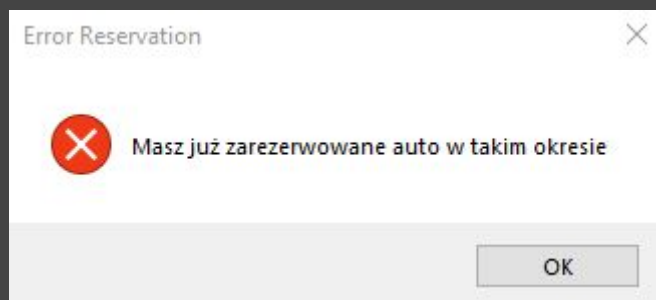 Error Reservation
Masz już zarezerwowane auto w takim okresie
OK